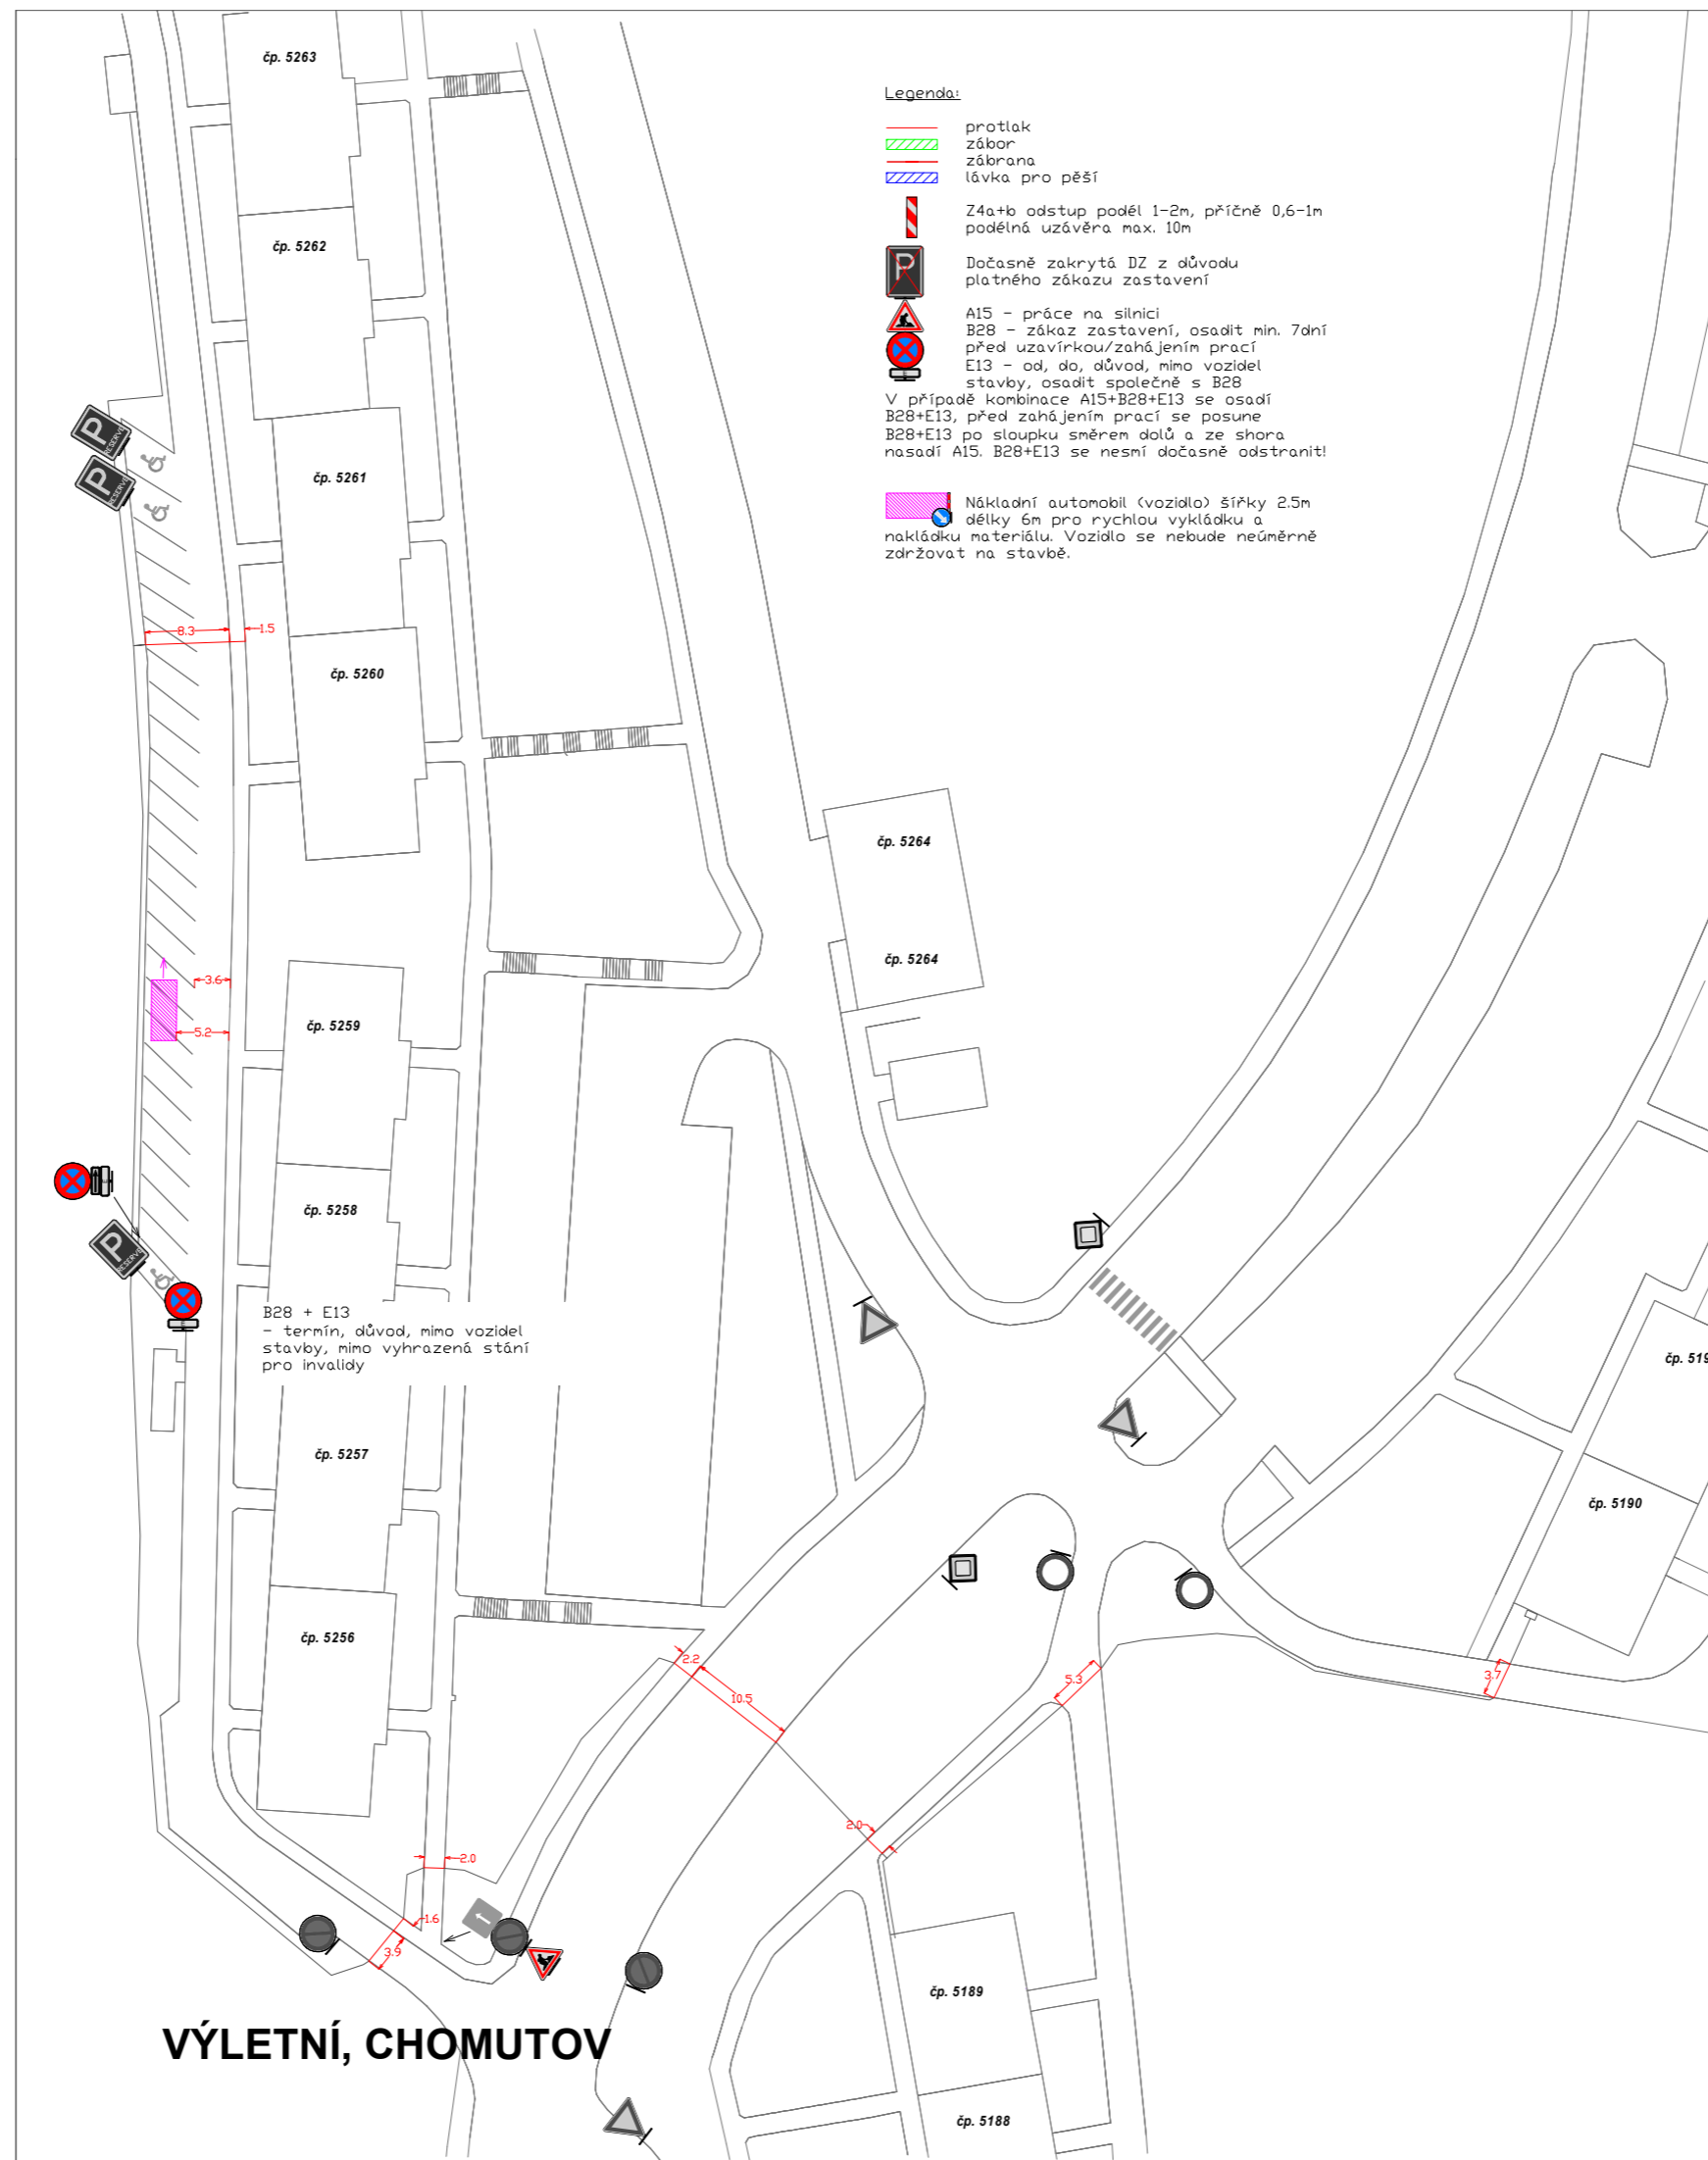 Legenda:
protlak
zábor
zábrana
lávka pro pěší
Z4a+b odstup podél 1-2m, příčně 0,6-1m
podélná uzávěra max. 10m
Dočasně zakrytá DZ z důvodu
platného zákazu zastavení
A15 - práce na silnici
B28 - zákaz zastavení, osadit min. 7dní
před uzavírkou/zahájením prací
E13 - od, do, důvod, mimo vozidel
stavby, osadit společně s B28
V případě kombinace A15+B28+E13 se osadí
B28+E13, před zahájením prací se posune
B28+E13 po sloupku směrem dolů a ze shora
nasadí A15. B28+E13 se nesmí dočasně odstranit!
Nákladní automobil (vozidlo) šířky 2.5m
délky 6m pro rychlou vykládku a
nakládku materiálu. Vozidlo se nebude neúměrně
zdržovat na stavbě.
čp. 5263
čp. 5262
P
RESERVE
P
RESERVE
čp. 5261
8.3
1.5
čp. 5260
čp. 5264
čp. 5264
3.6
5.2
čp. 5259
čp. 5258
P
RESERVE
B28 + E13
- termín, důvod, mimo vozidel
stavby, mimo vyhrazená stání
pro invalidy
čp. 519
čp. 5257
čp. 5190
čp. 5256
2.2
10.5
5.3
3.7
2.0
2.0
1.6
3.9
čp. 5189
VÝLETNÍ, CHOMUTOV
čp. 5188